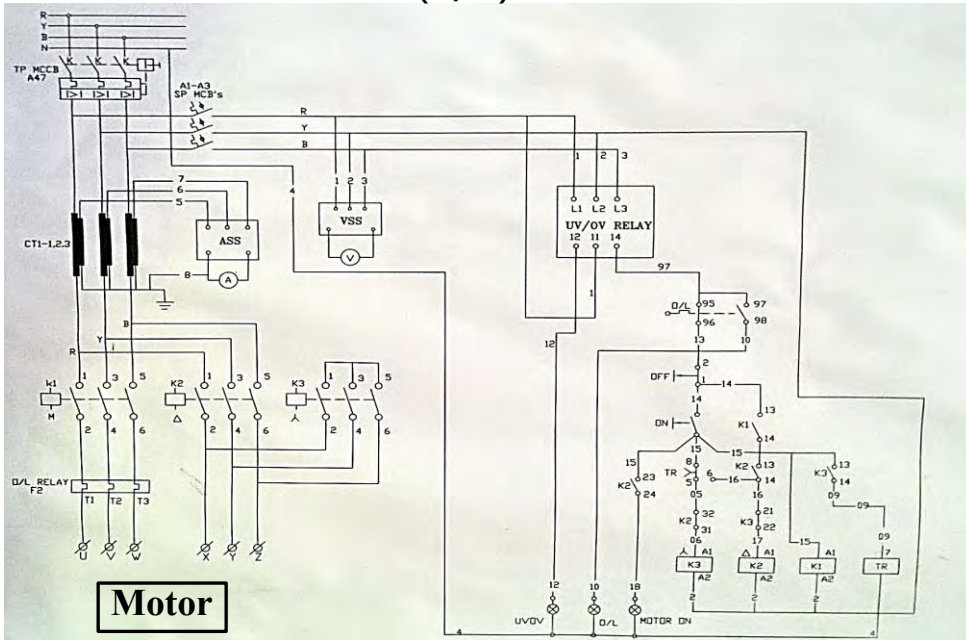 R
Y
B
N
TP MCCB
A47
I>I I>I I>I
A1-A3
SP MCB's
R
Y
B
7
6
5
4
1 2 3
1 2 3
CT1-1,2.3
ASS
A
8
VSS
V
L1 L2 L3
UV/OV RELAY
12 11 14
97
1
12
O/L
95 97
96 98
13 10
2
OFF
1
14
14
13
K1
14
ON
15
15
15
B
Y
R
K1
M
1 3 5
2 4 6
K2
△
1 3 5
2 4 6
K3
1 3 5
2 4 6
K2
23
24
TR
8
5
6
16
05
K2
13
14
16
K3
13
14
09
09
09
K2
32
31
06
K3
21
22
17
15
O/L RELAY
F2
T1 T2 T3
U V W X Y Z
A1
K3
A2
△
A1
K2
A2
A1
K1
A2
7
TR
2 2 2
12 10 18
UVOV
O/L
MOTOR ON
4
4
Motor